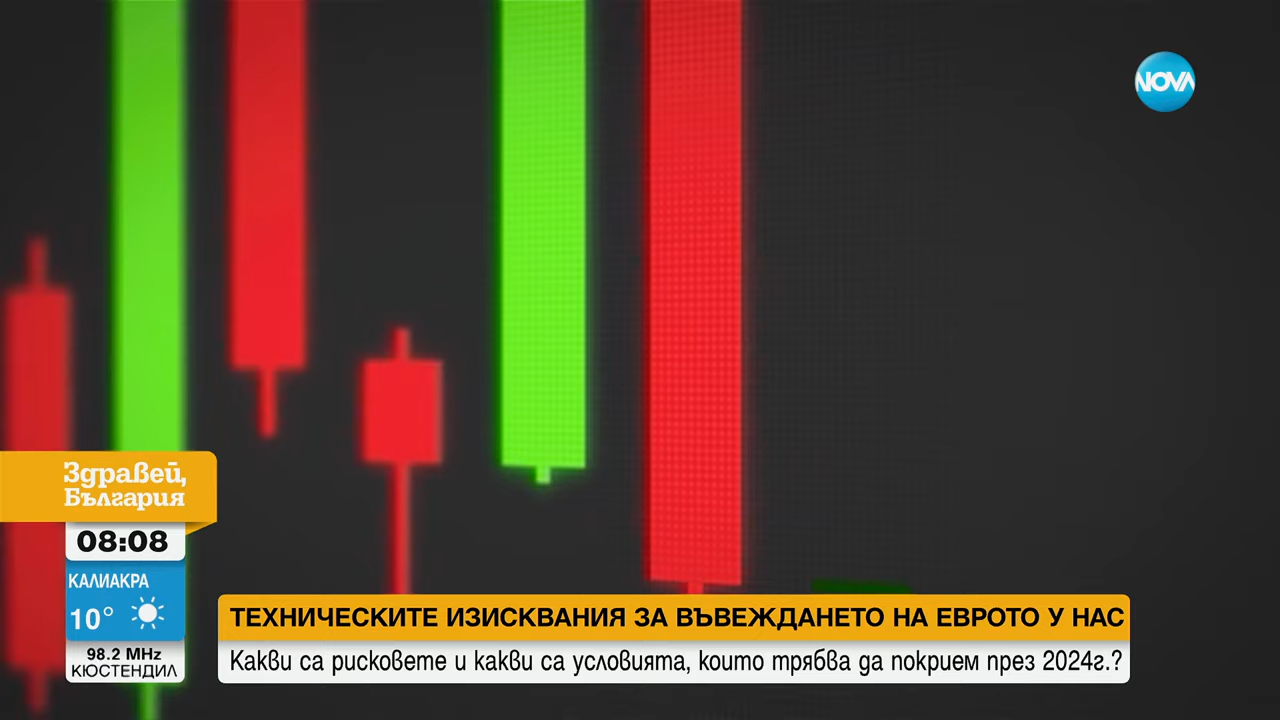 NOVA
Здравей,
България
08:08
КАЛИАКРА
10°
98.2 MHz
КЮСТЕНДИЛ
ТЕХНИЧЕСКИТЕ ИЗИСКВАНИЯ ЗА ВЪВЕЖДАНЕТО НА ЕВРОТО У НАС
Какви са рисковете и какви са условията, които трябва да покрием през 2024г.?